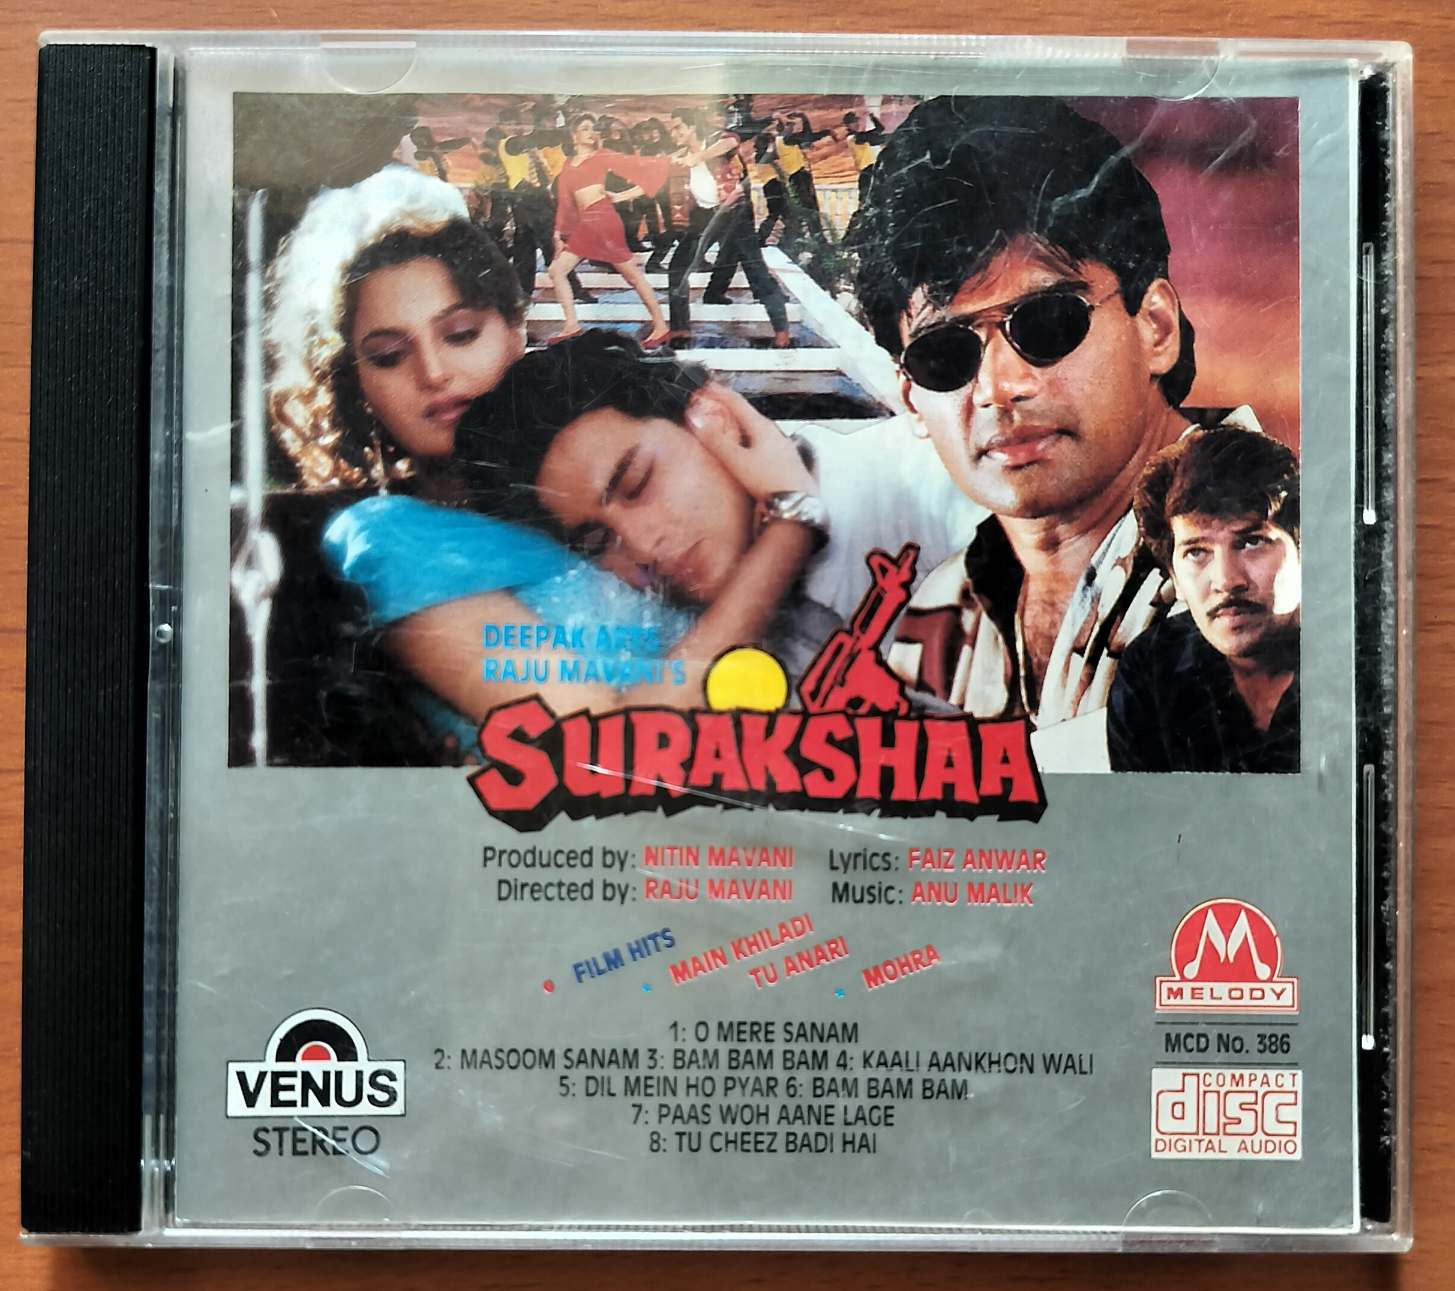 DEEPAK ARTS
RAJU MAVANI'S
SURAKSHAA
Produced by: NITIN MAVANI Lyrics: FAIZ ANWAR
Directed by: RAJU MAVANI Music: ANU MALIK
• FILM HITS
* MAIN KHILADI
TU ANARI
* MOHRA
1: O MERE SANAM
2: MASOOM SANAM 3: BAM BAM BAM 4: KAALI AANKHON WALI
5: DIL MEIN HO PYAR 6: BAM BAM BAM
7: PAAS WOH AANE LAGE
8: TU CHEEZ BADI HAI
VENUS
STEREO
M
MELODY
MCD No. 386
COMPACT
disc
DIGITAL AUDIO